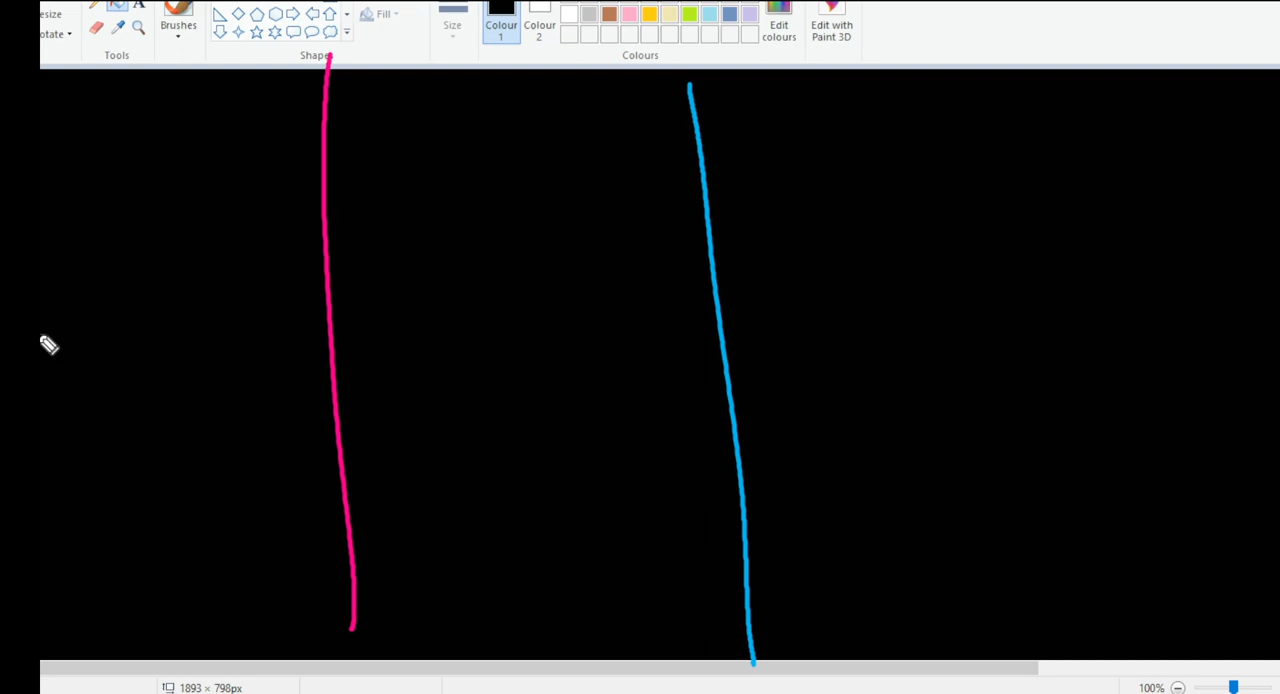 esize
otate
A
Brushes
Fill
Size
Colour
1
Colour
2
Edit
colours
Edit with
Paint 3D
Tools
Shape
Colours
1893 × 798px
100%